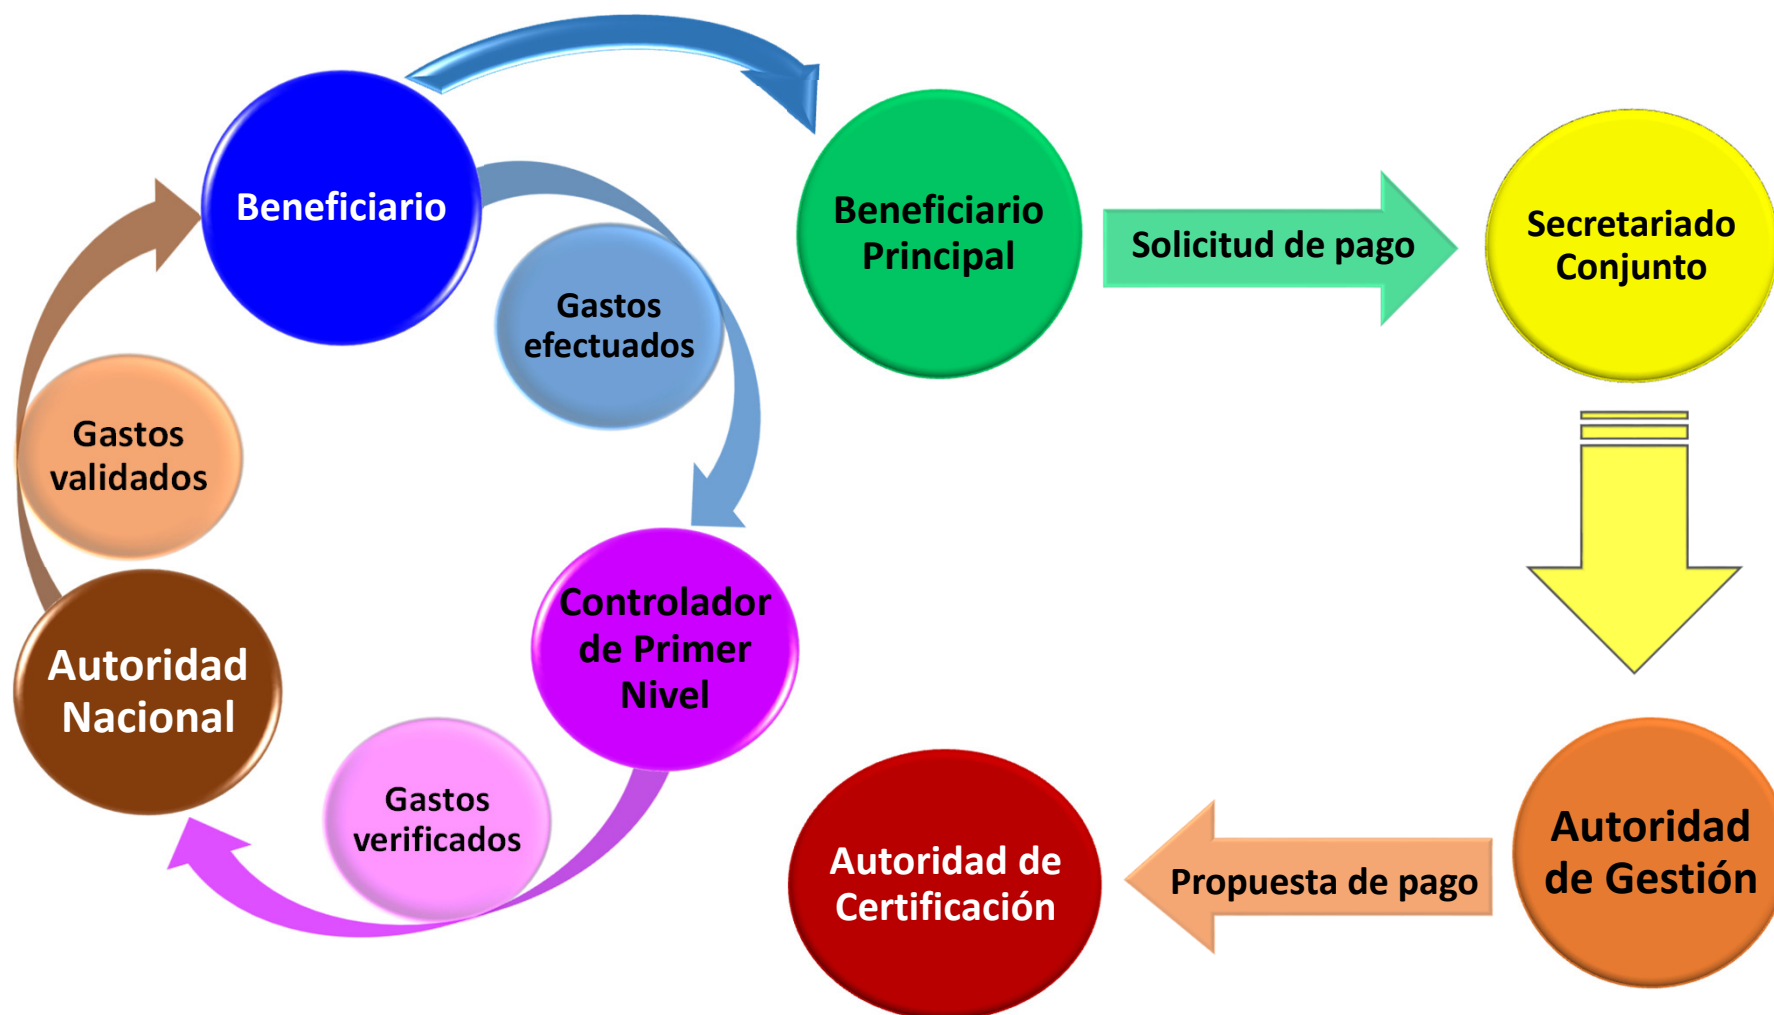 Beneficiario
Beneficiario
Principal
Solicitud de pago
Secretariado
Conjunto
Gastos
efectuados
Gastos
validados
Controlador
de Primer
Nivel
Autoridad
Nacional
Gastos
verificados
Autoridad de
Certificación
Propuesta de pago
Autoridad
de Gestión